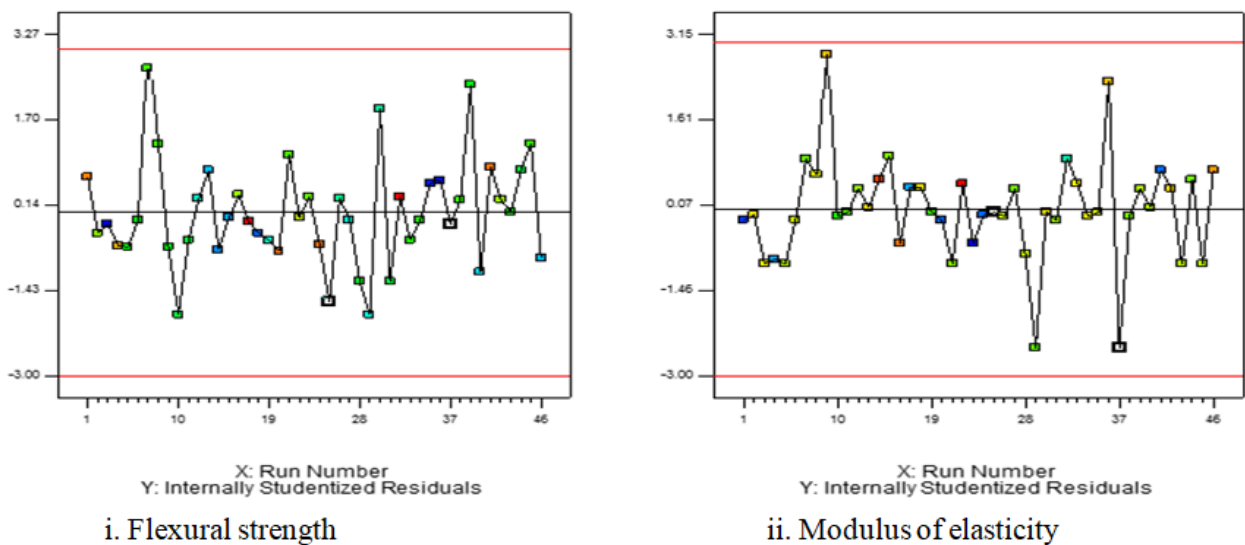 3.27
1.70
0.14
-1.43
-3.00
1 10 19 28 37 46
X: Run Number
Y: Internally Studentized Residuals
i. Flexural strength
3.15
1.61
0.07
-1.46
-3.00
1 10 19 28 37 46
X: Run Number
Y: Internally Studentized Residuals
ii. Modulus of elasticity